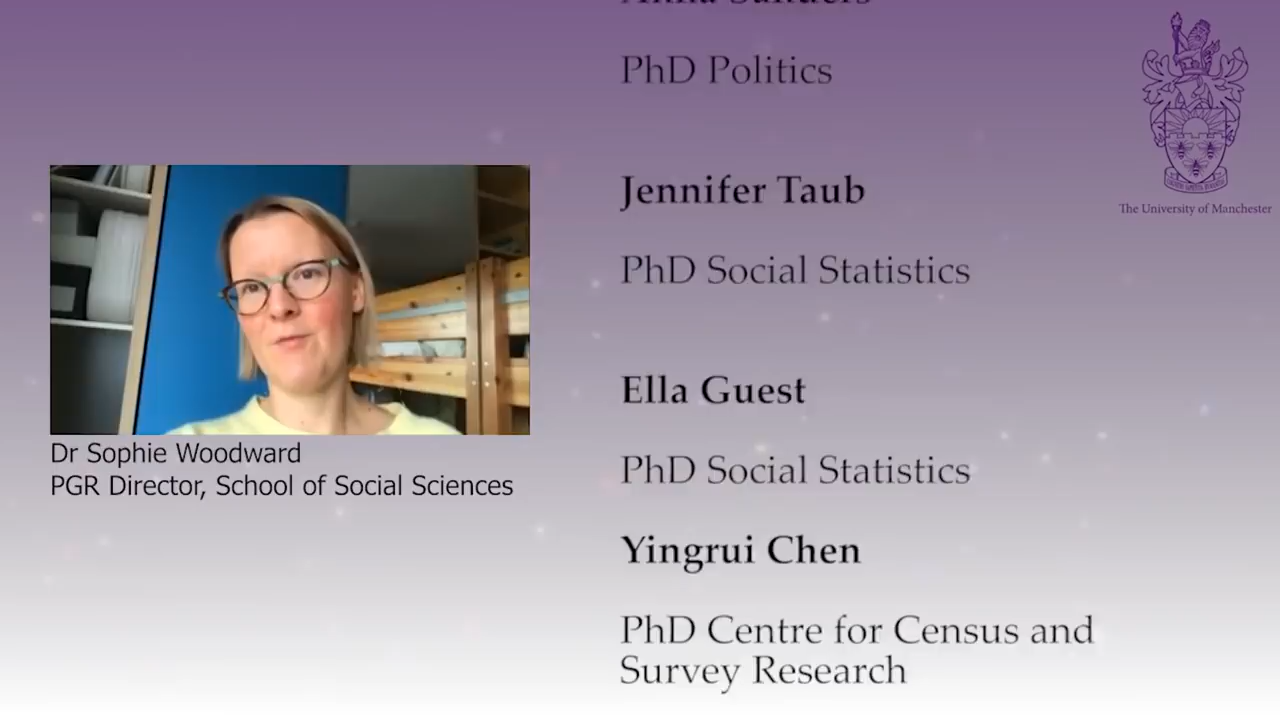 PhD Politics
Jennifer Taub
PhD Social Statistics
Ella Guest
PhD Social Statistics
Yingrui Chen
PhD Centre for Census and
Survey Research
Dr Sophie Woodward
PGR Director, School of Social Sciences
The University of Manchester